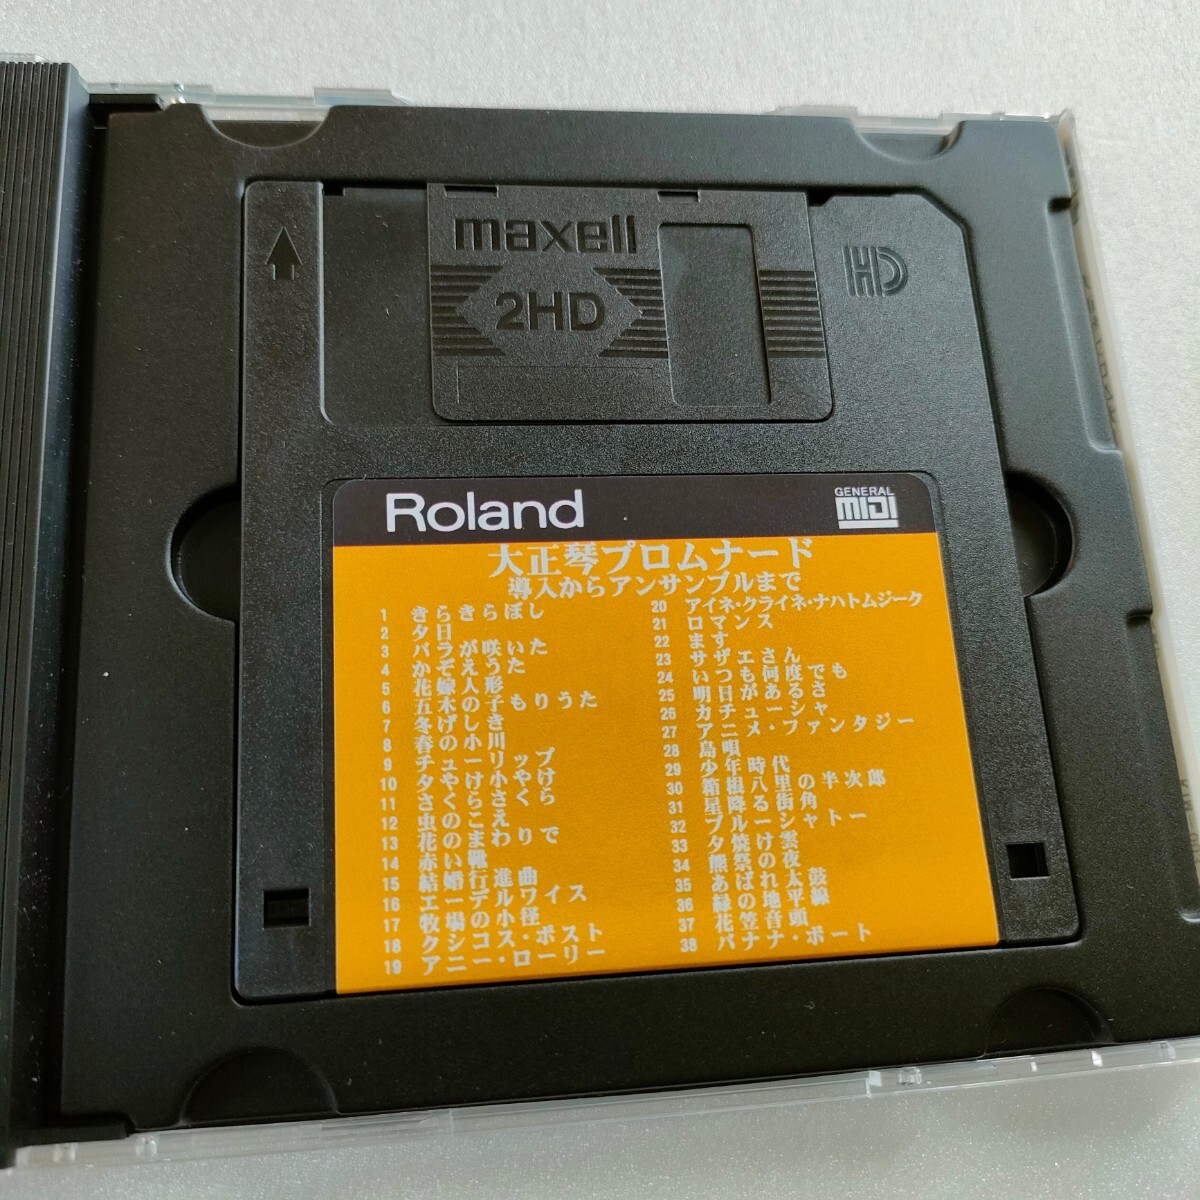 maxell
2HD
HD
Roland
GENERAL
MIDI
大正琴プロムナード
導入からアンサンブルまで
1 きらきらぼし
2 夕日
3 バラが咲いた
4 かぞえうた
5 花嫁人形
6 五木の子もりうた
7 冬げしき
8 春の小川
9 チューリップ
10 夕やけ小やけ
11 さくらさくら
12 虫のこえ
13 花のまわりで
14 赤い靴
15 結婚行進曲
16 エーデルワイス
17 牧場の小径
18 クシコス・ポスト
19 アニー・ローリー
20 アイネ・クライネ・ナハトムジーク
21 ロマンス
22 ます
23 サザエさん
24 いつも何度でも
25 明日があるさ
26 カチューシャ
27 アニメ・ファンタジー
28 島唄
29 少年時代
30 箱根八里の半次郎
31 星降る街角
32 ブルーシャトー
33 夕焼け雲
34 熊祭の夜
35 あばれ太鼓
36 緑の地平線
37 花笠音頭
38 バナナ・ボート